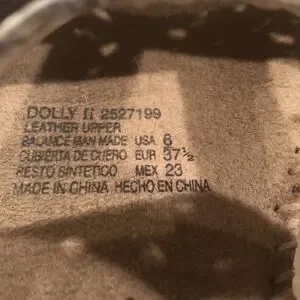 DOLLY II 2527199
LEATHER UPPER
BALANCE MAN MADE USA 6
CUBIERTA DE CUERO EUR 37½
RESTO SINTETICO MEX 23
MADE IN CHINA HECHO EN CHINA